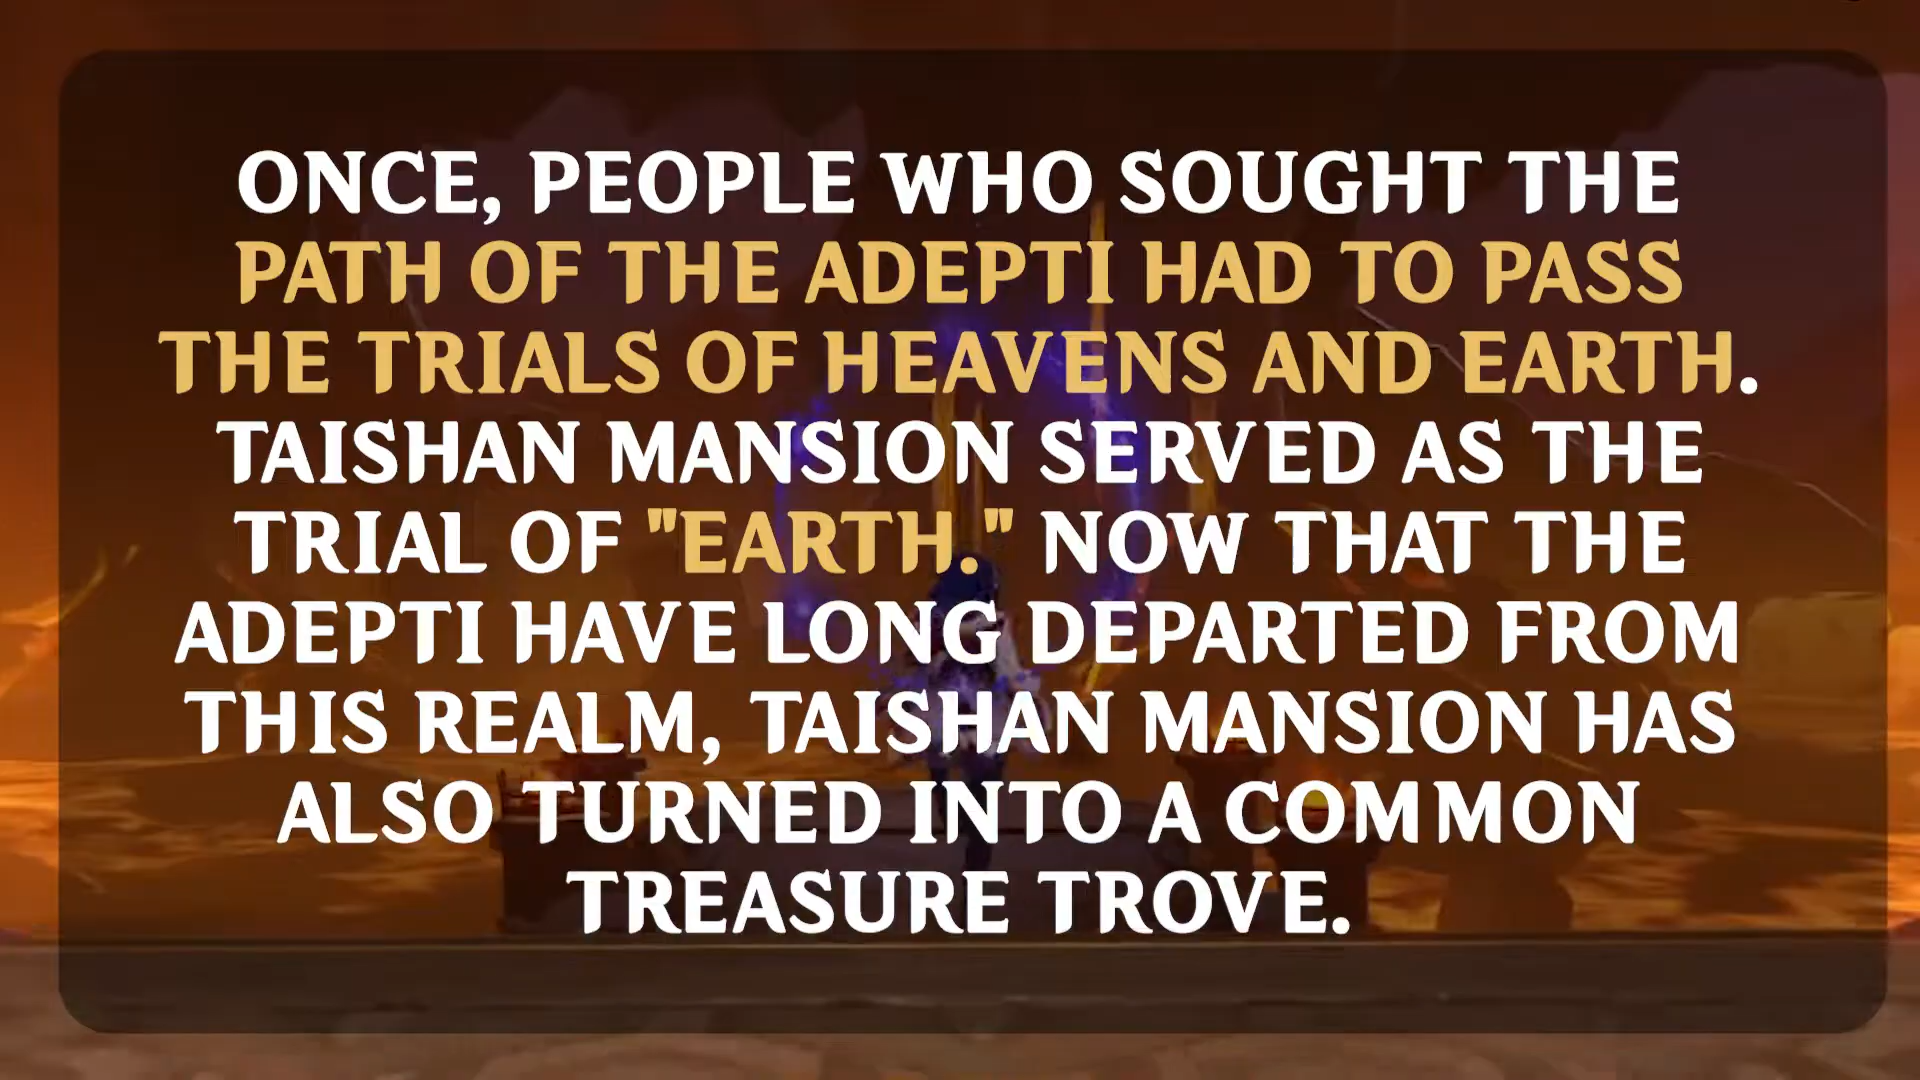 ONCE, PEOPLE WHO SOUGHT THE
PATH OF THE ADEPTI HAD TO PASS
THE TRIALS OF HEAVENS AND EARTH.
TAISHAN MANSION SERVED AS THE
TRIAL OF "EARTH." NOW THAT THE
ADEPTI HAVE LONG DEPARTED FROM
THIS REALM, TAISHAN MANSION HAS
ALSO TURNED INTO A COMMON
TREASURE TROVE.